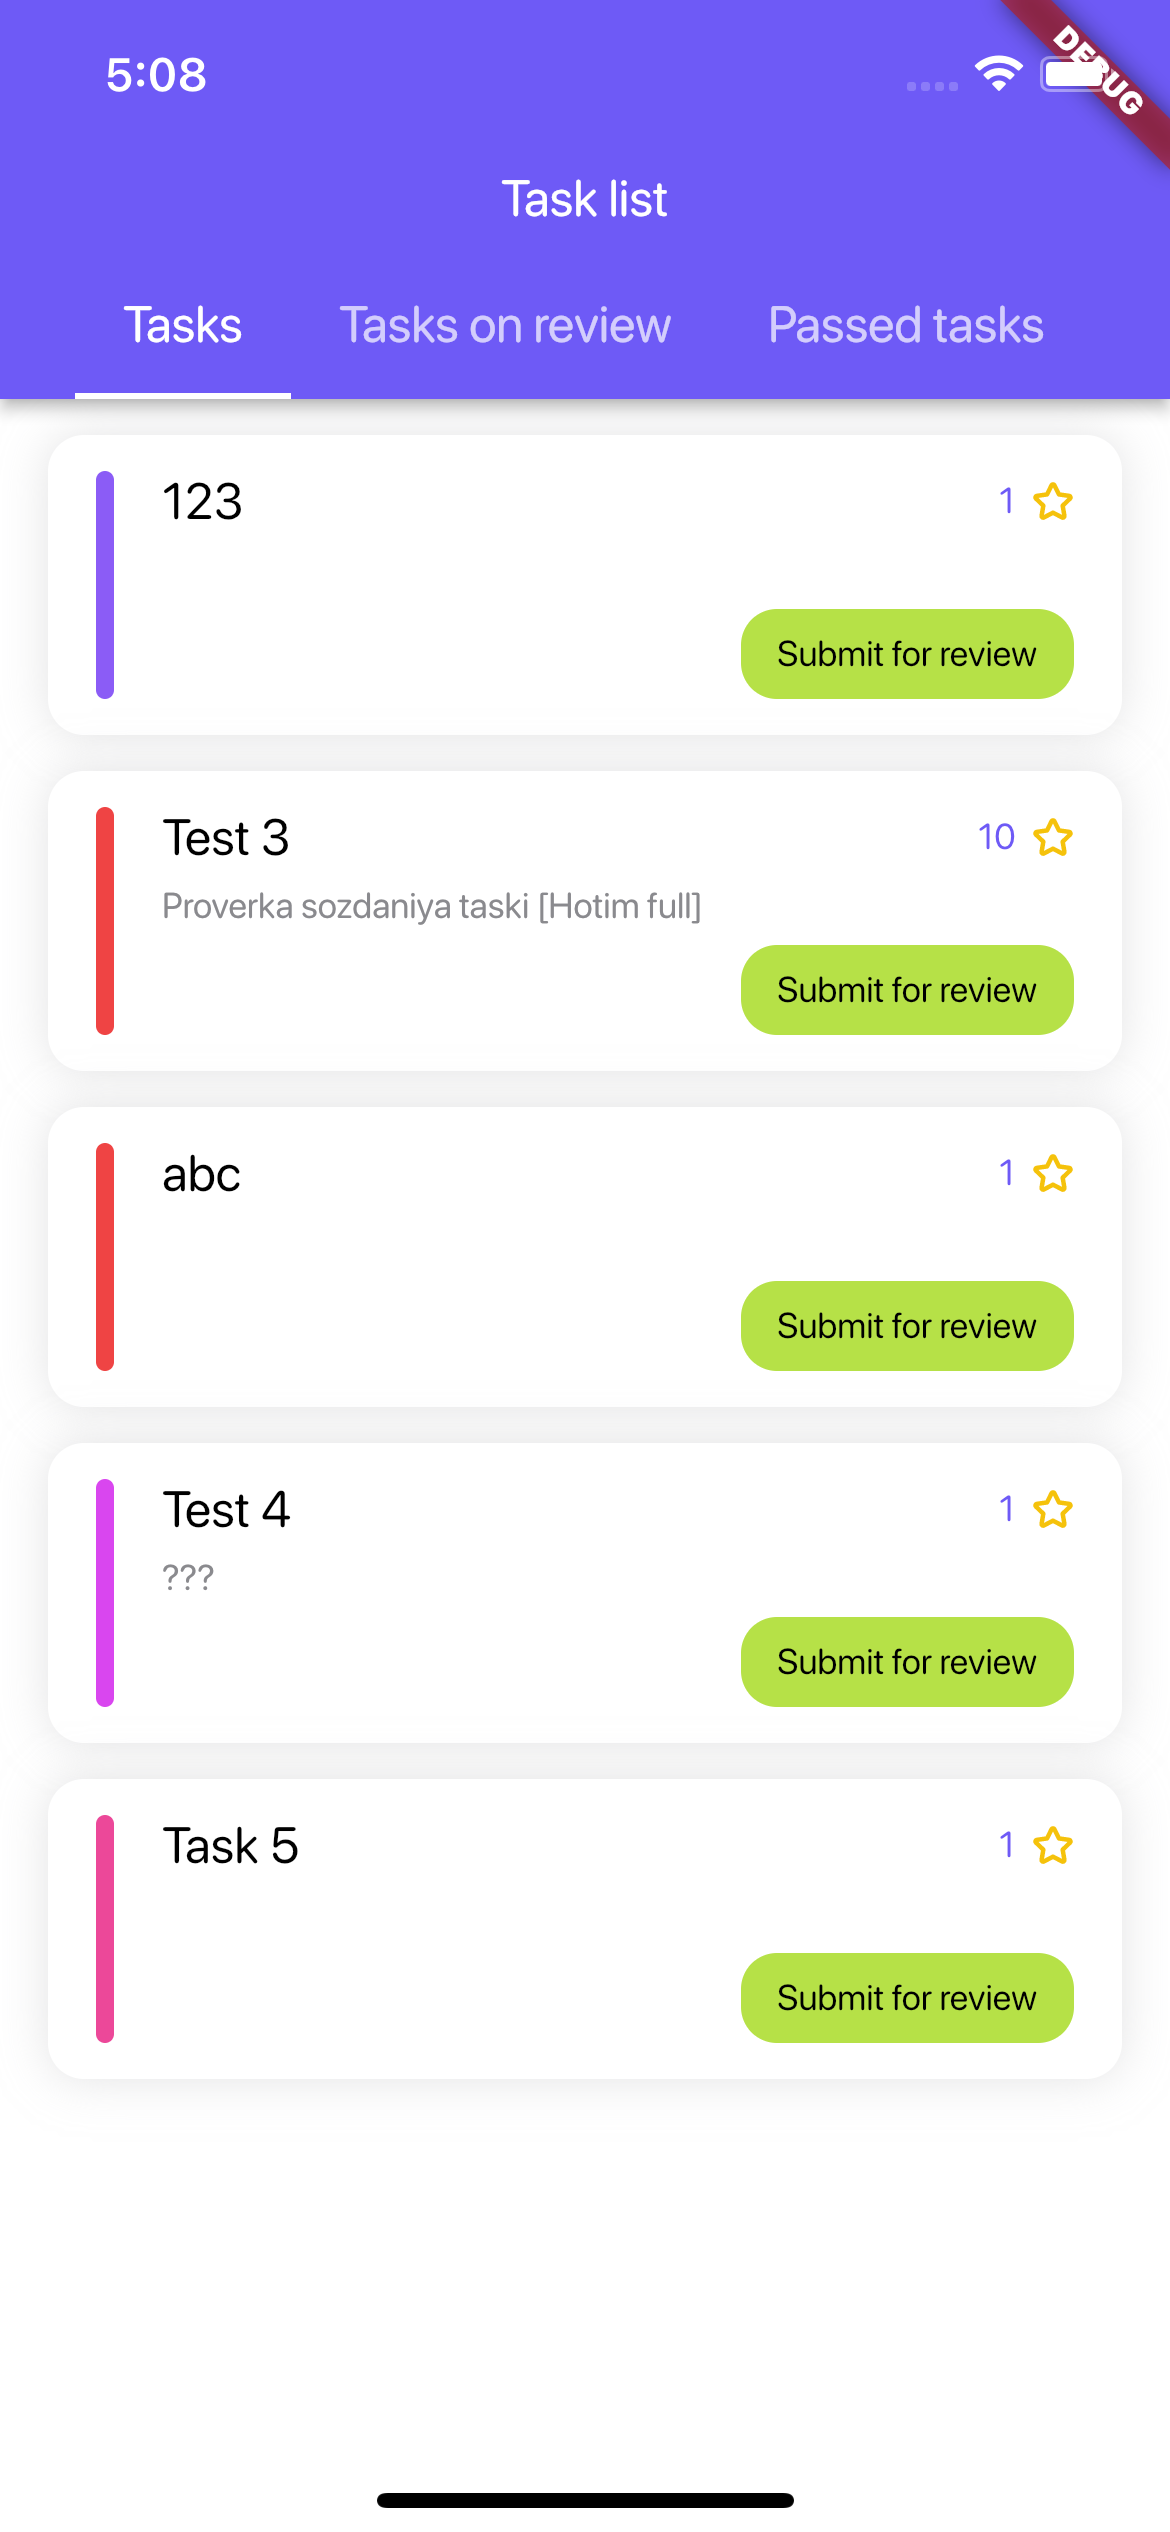 5:08
DEBUG
Task list
Tasks
Tasks on review
Passed tasks
123
1
Submit for review
Test 3
10
Proverka sozdaniya taski [Hotim full]
Submit for review
abc
1
Submit for review
Test 4
1
???
Submit for review
Task 5
1
Submit for review